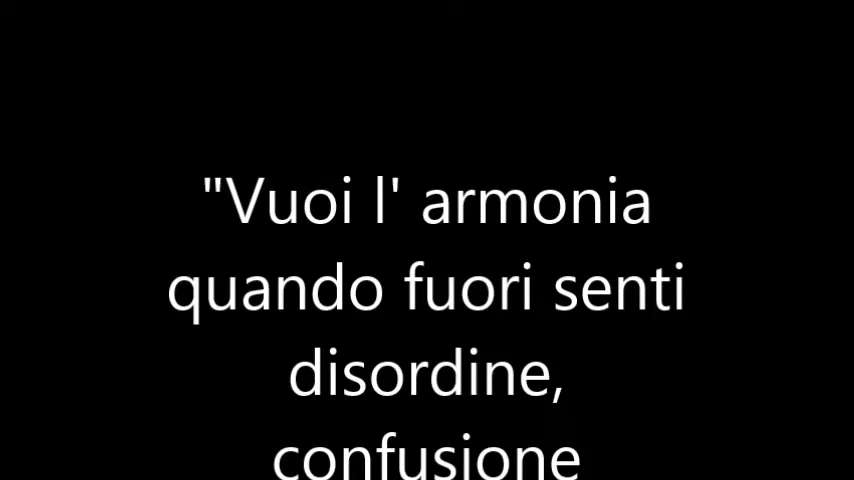 "Vuoi l' armonia
quando fuori senti
disordine,
confusione